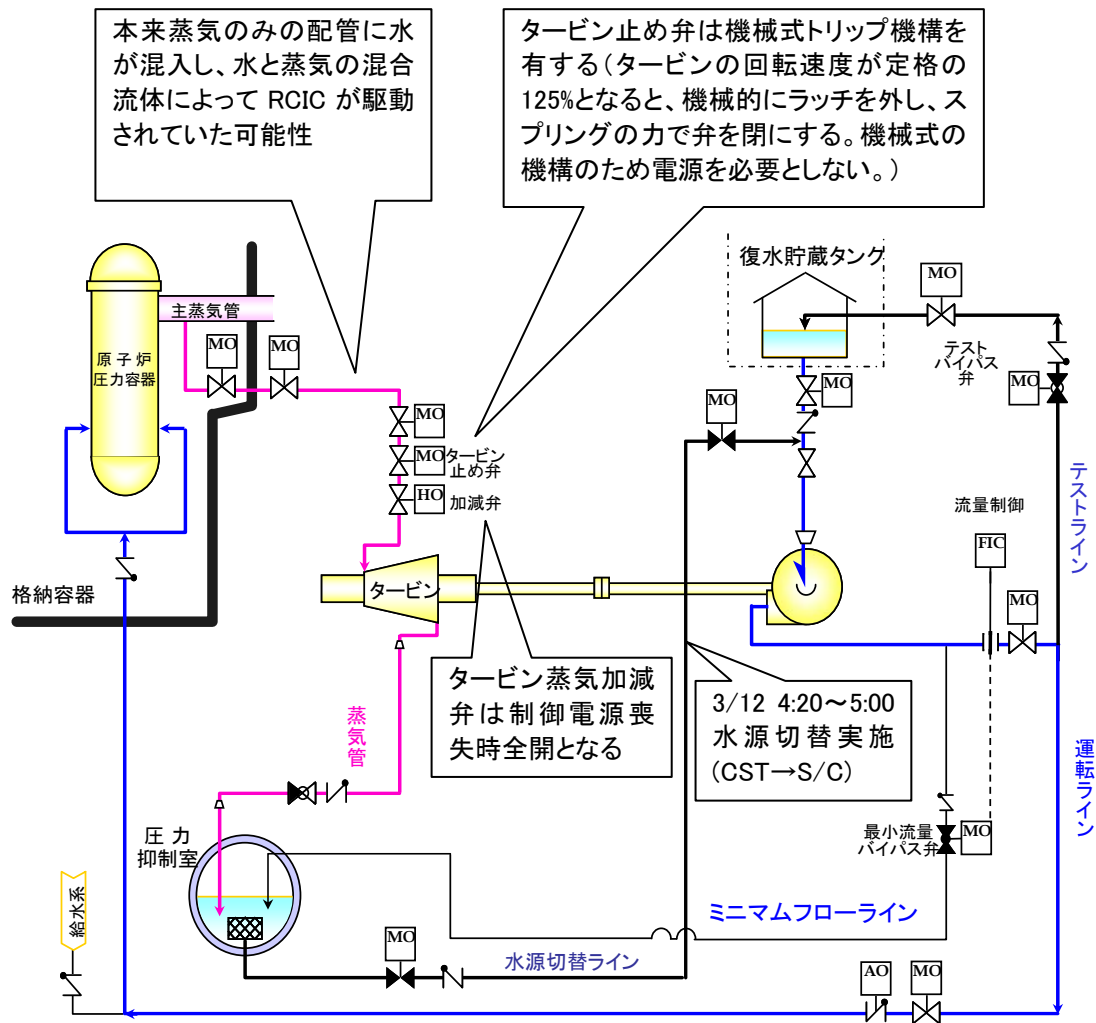 本来蒸気のみの配管に水
が混入し、水と蒸気の混合
流体によって RCIC が駆動
されていた可能性
タービン止め弁は機械式トリップ機構を
有する(タービンの回転速度が定格の
125%となると、機械的にラッチを外し、ス
プリングの力で弁を閉にする。機械式の
機構のため電源を必要としない。)
復水貯蔵タンク
MO
主蒸気管
原子炉
圧力容器
MO
MO
テスト
バイパス
弁
MO
MO
MO
MO
MO
タービン
止め弁
HO
加減弁
テストライン
流量制御
FIC
MO
格納容器
タービン
タービン蒸気加減
弁は制御電源喪
失時全開となる
3/12 4:20~5:00
水源切替実施
(CST→S/C)
蒸気管
運転ライン
圧力
抑制室
最小流量
バイパス弁
MO
給水系
ミニマムフローライン
MO
水源切替ライン
AO
MO